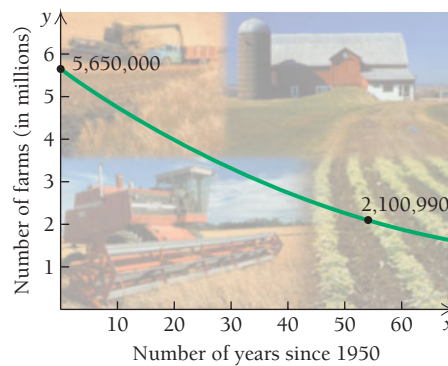 y
Number of farms (in millions)
6
5
4
3
2
1
5,650,000
2,100,990
10 20 30 40 50 60 x
Number of years since 1950